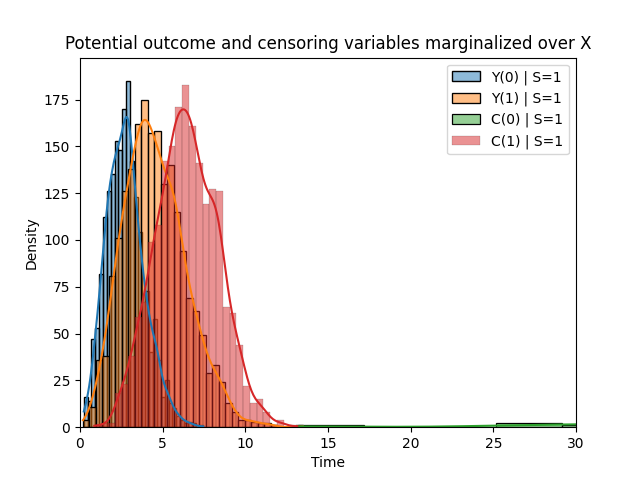 Potential outcome and censoring variables marginalized over X
Y(0) | S=1
Y(1) | S=1
C(0) | S=1
C(1) | S=1
Density
175
150
125
100
75
50
25
0
0 5 10 15 20 25 30
Time